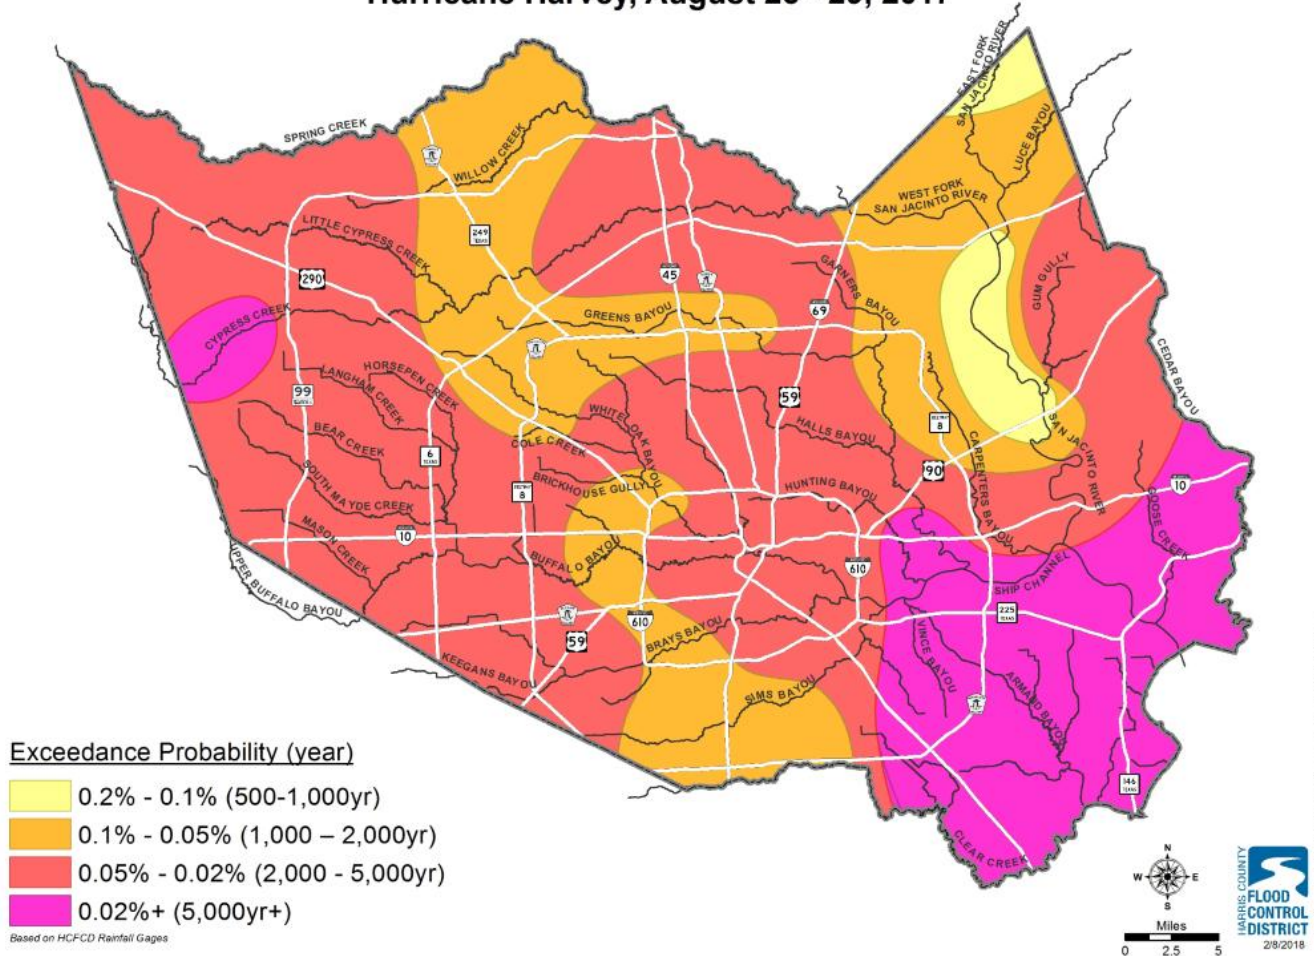 Hurricane Harvey, August
EAST FORK
SAN JACINTO RIVER
SPRING CREEK
LUCE BAYOU
WILLOW CREEK
WEST FORK
SAN JACINTO RIVER
LITTLE CYPRESS CREEK
249
TEXAS
290
45
GARNERS BAYOU
GUM GULLY
CYPRESS CREEK
GREENS BAYOU
69
CEDAR BAYOU
HORSEPEN CREEK
LANGHAM CREEK
99
59
BEAR CREEK
WHITE OAK BAYOU
HALLS BAYOU
8
CARPENTERS BAYOU
SAN JACINTO RIVER
COLE CREEK
6
TEXAS
SOUTH MAYDE CREEK
BRICKHOUSE GULLY
8
HUNTING BAYOU
90
10
GOOSE CREEK
MASON CREEK
10
BUFFALO BAYOU
UPPER BUFFALO BAYOU
610
SHIP CHANNEL
225
TEXAS
610
59
BRAYS BAYOU
VINCE BAYOU
KEEGANS BAYOU
SIMS BAYOU
ARMAND BAYOU
146
TEXAS
CLEAR CREEK
Exceedance Probability (year)
0.2% - 0.1% (500-1,000yr)
0.1% - 0.05% (1,000 – 2,000yr)
0.05% - 0.02% (2,000 - 5,000yr)
0.02%+ (5,000yr+)
Based on HCFCD Rainfall Gages
N
W E
S
Miles
0 2.5 5
HARRIS COUNTY
FLOOD
CONTROL
DISTRICT
2/8/2018